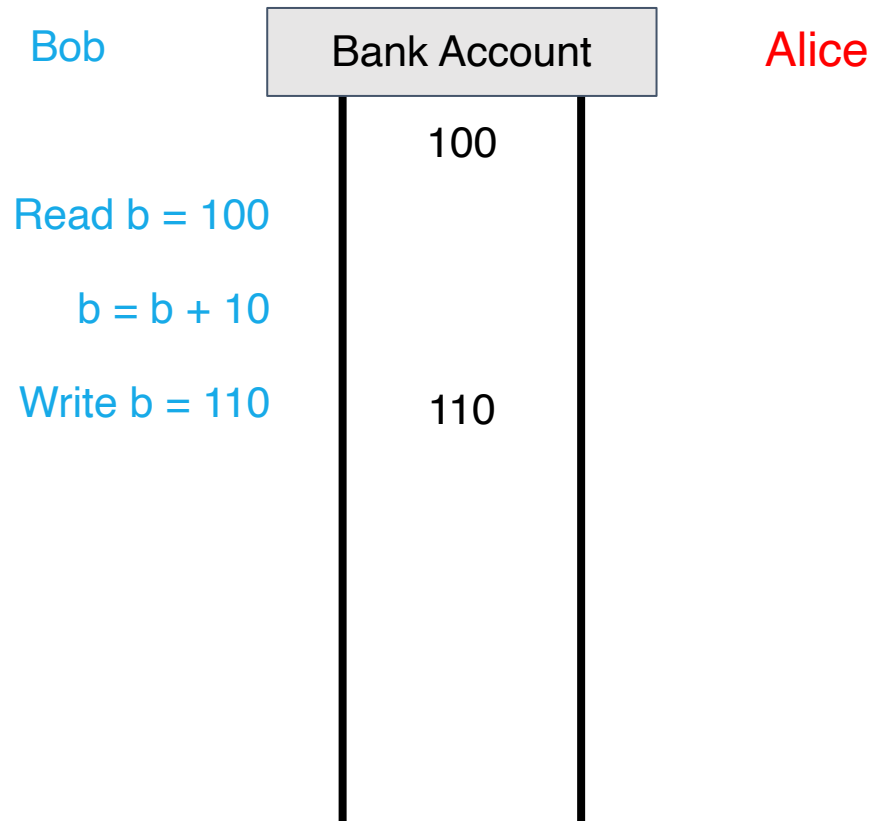 Bob
Bank Account
Alice
100
Read b = 100
b = b + 10
Write b = 110
110